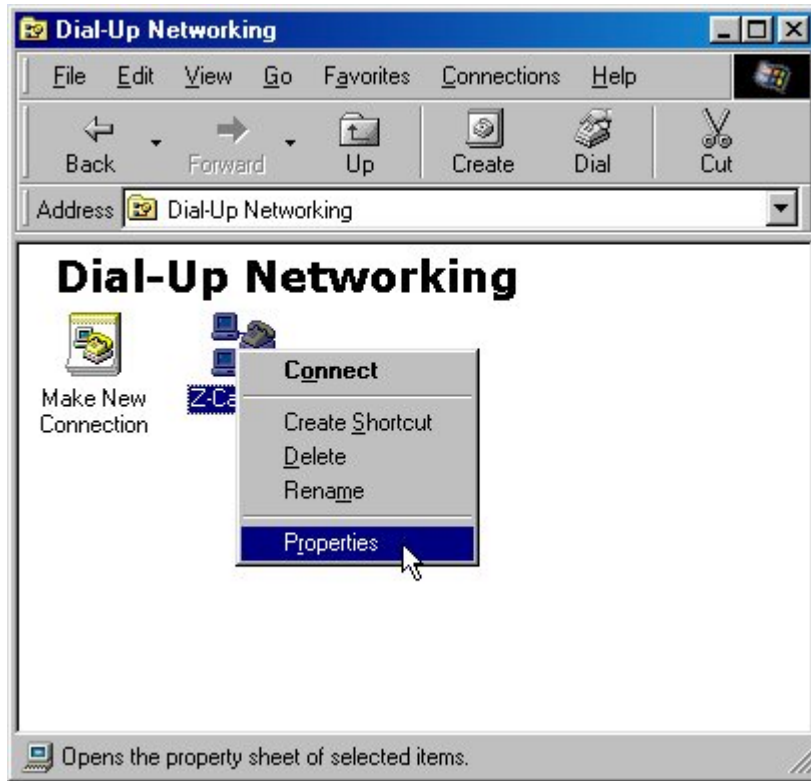 Dial-Up Networking
File Edit View Go Favorites Connections Help
Back Forward Up Create Dial Cut
Address Dial-Up Networking
Dial-Up Networking
Make New
Connection
Connect
Create Shortcut
Delete
Rename
Properties
Opens the property sheet of selected items.